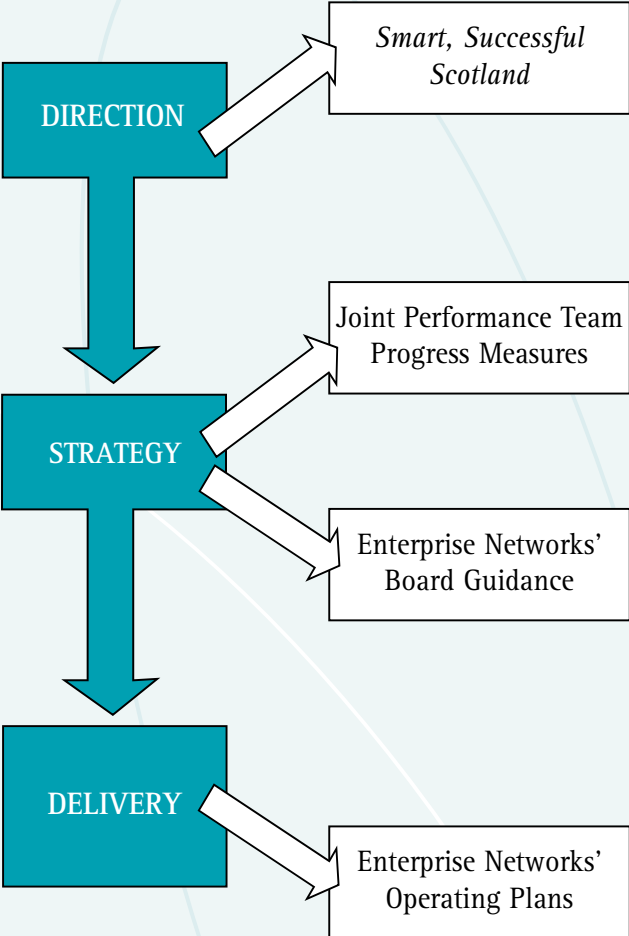 DIRECTION
Smart, Successful
Scotland
Joint Performance Team
Progress Measures
STRATEGY
Enterprise Networks’
Board Guidance
DELIVERY
Enterprise Networks’
Operating Plans